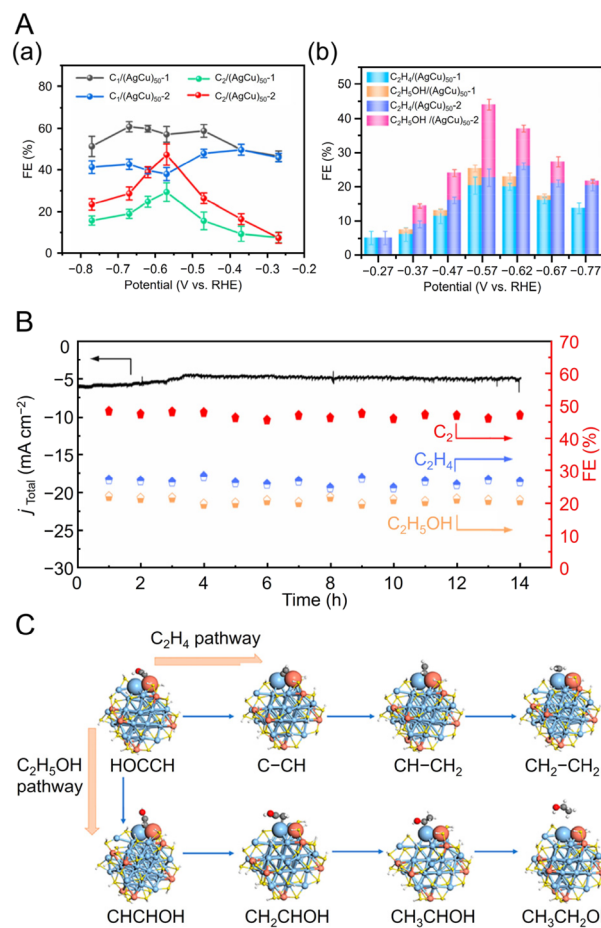 A
(a)
C₁/(AgCu)₅₀-1 C₂/(AgCu)₅₀-1
C₁/(AgCu)₅₀-2 C₂/(AgCu)₅₀-2
FE (%)
80
60
40
20
0
−0.8 −0.7 −0.6 −0.5 −0.4 −0.3 −0.2
Potential (V vs. RHE)
(b)
C₂H₄/(AgCu)₅₀-1
C₂H₅OH/(AgCu)₅₀-1
C₂H₄/(AgCu)₅₀-2
C₂H₅OH /(AgCu)₅₀-2
FE (%)
50
40
30
20
10
0
−0.27 −0.37 −0.47 −0.57 −0.62 −0.67 −0.77
Potential (V vs. RHE)
B
j Total (mA cm⁻²)
0
−5
−10
−15
−20
−25
−30
C₂
C₂H₄
C₂H₅OH
70
60
50
40
30
20
10
0
FE (%)
0 2 4 6 8 10 12 14
Time (h)
C
C₂H₄ pathway
C₂H₅OH
pathway
HOCCH C−CH CH−CH₂ CH₂−CH₂
CHCHOH CH₂CHOH CH₃CHOH CH₃CH₂O